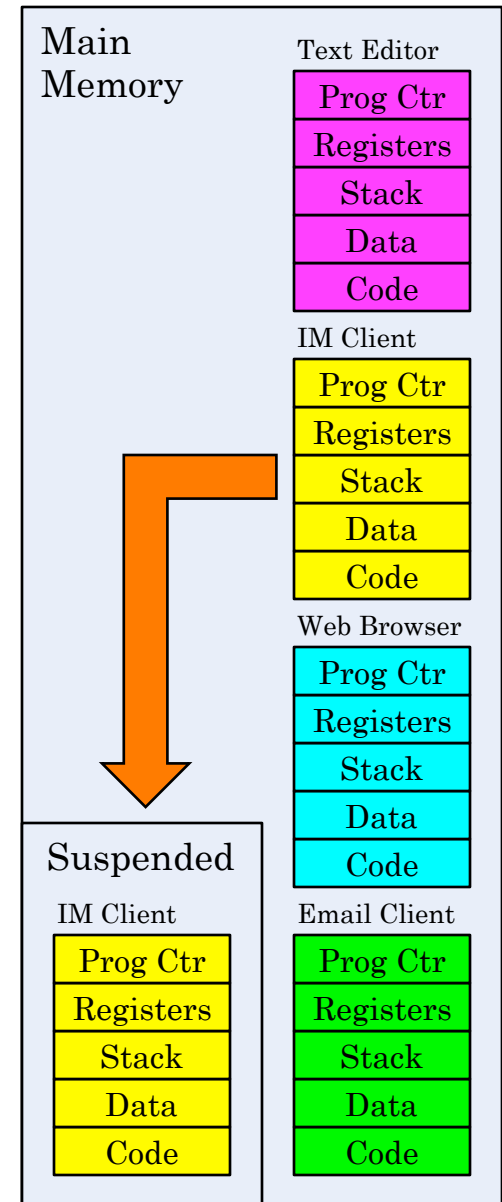 Main
Memory
Text Editor
Prog Ctr
Registers
Stack
Data
Code
IM Client
Prog Ctr
Registers
Stack
Data
Code
Web Browser
Prog Ctr
Registers
Stack
Data
Code
Suspended
IM Client
Prog Ctr
Registers
Stack
Data
Code
Email Client
Prog Ctr
Registers
Stack
Data
Code